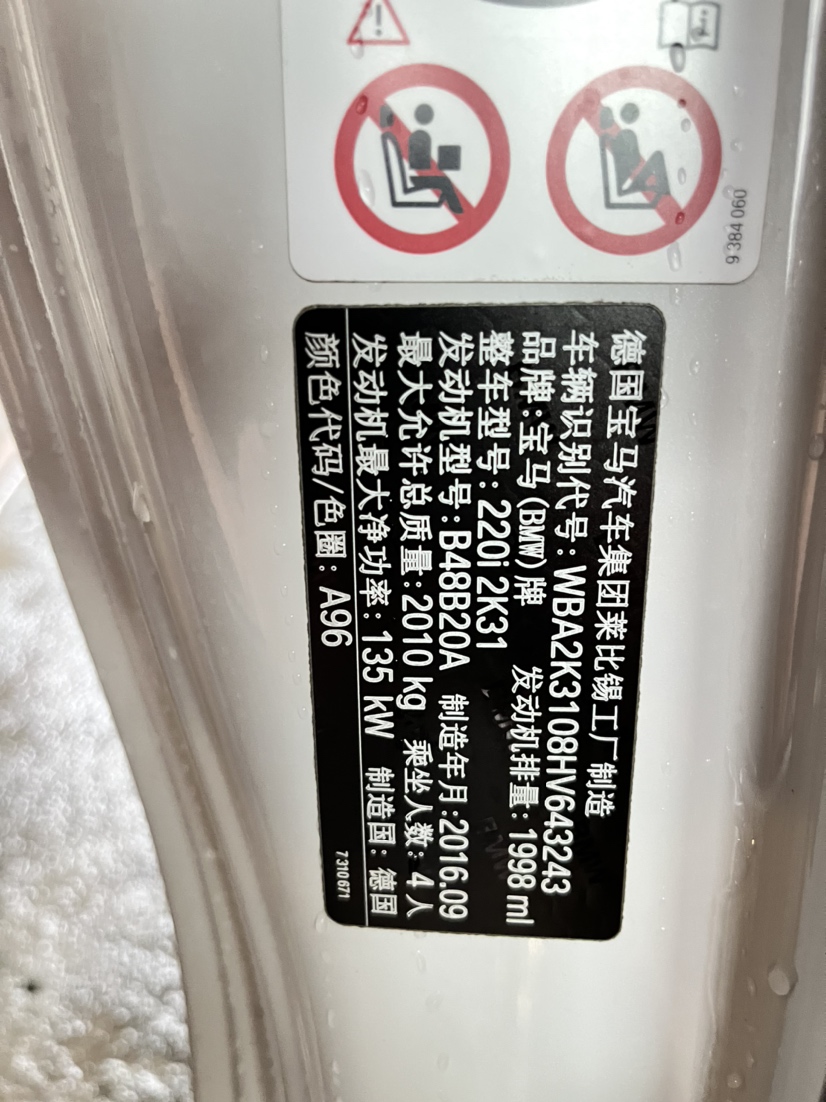 9 384 060
德国宝马汽车集团莱比锡工厂制造
车辆识别代号:WBA2K3108HV643243
品牌:宝马(BMW)牌 发动机排量:1998 ml
整车型号:220i 2K31
发动机型号:B48B20A 制造年月:2016.09
最大允许总质量:2010 kg 乘坐人数:4人
发动机最大净功率:135 kW 制造国:德国
颜色代码/色圈:A96
7 310 671